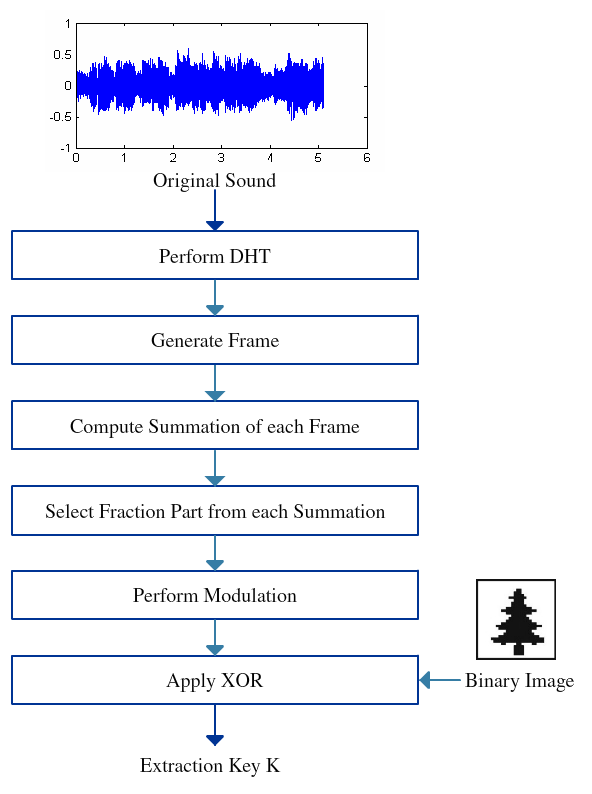 1
0.5
0
-0.5
-1
0 1 2 3 4 5 6
Original Sound
Perform DHT
Generate Frame
Compute Summation of each Frame
Select Fraction Part from each Summation
Perform Modulation
Apply XOR
Binary Image
Extraction Key K